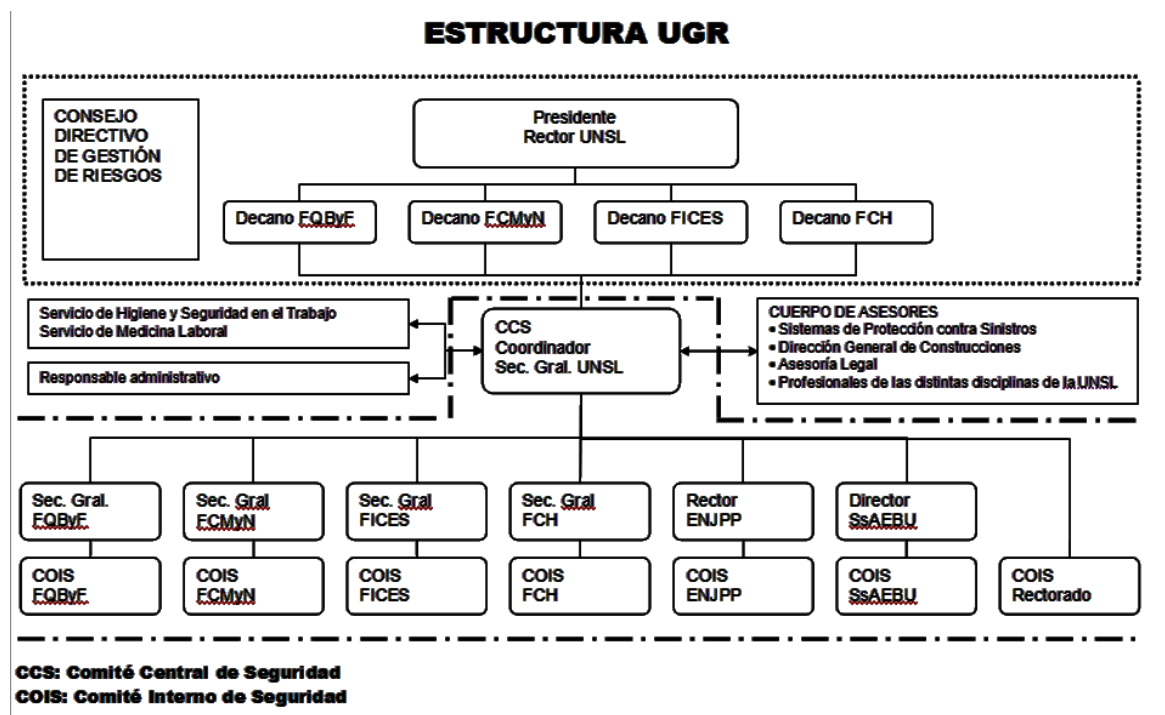 ESTRUCTURA UGR
CONSEJO
DIRECTIVO
DE GESTIÓN
DE RIESGOS
Presidente
Rector UNSL
Decano FQByF
Decano FCMyN
Decano FICES
Decano FCH
Servicio de Higiene y Seguridad en el Trabajo
Servicio de Medicina Laboral
Responsable administrativo
CCS
Coordinador
Sec. Gral. UNSL
CUERPO DE ASESORES
• Sistemas de Protección contra Sinistros
• Dirección General de Construcciones
• Asesoría Legal
• Profesionales de las distintas disciplinas de la UNSL
Sec. Gral.
FQByF
Sec. Gral
FCMyN
Sec. Gral
FICES
Sec. Gral
FCH
Rector
ENJPP
Director
SsAEBU
COIS
FQByF
COIS
FCMyN
COIS
FICES
COIS
FCH
COIS
ENJPP
COIS
SsAEBU
COIS
Rectorado
CCS: Comité Central de Seguridad
COIS: Comité Interno de Seguridad